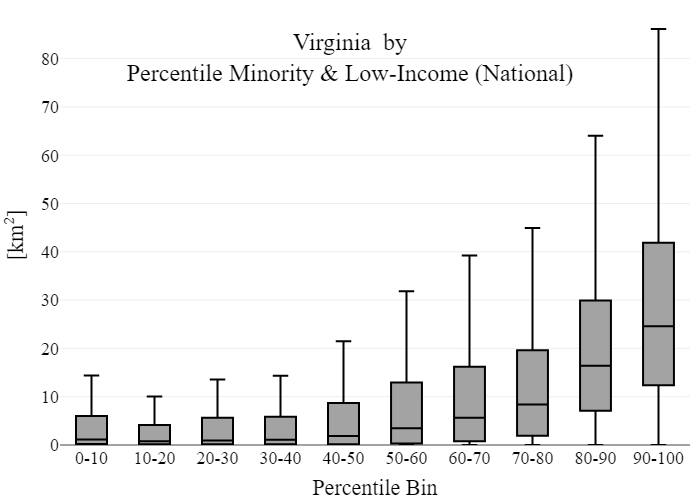 Virginia by
Percentile Minority & Low-Income (National)
80
70
60
50
40
30
20
10
0
[km²]
0-10 10-20 20-30 30-40 40-50 50-60 60-70 70-80 80-90 90-100
Percentile Bin